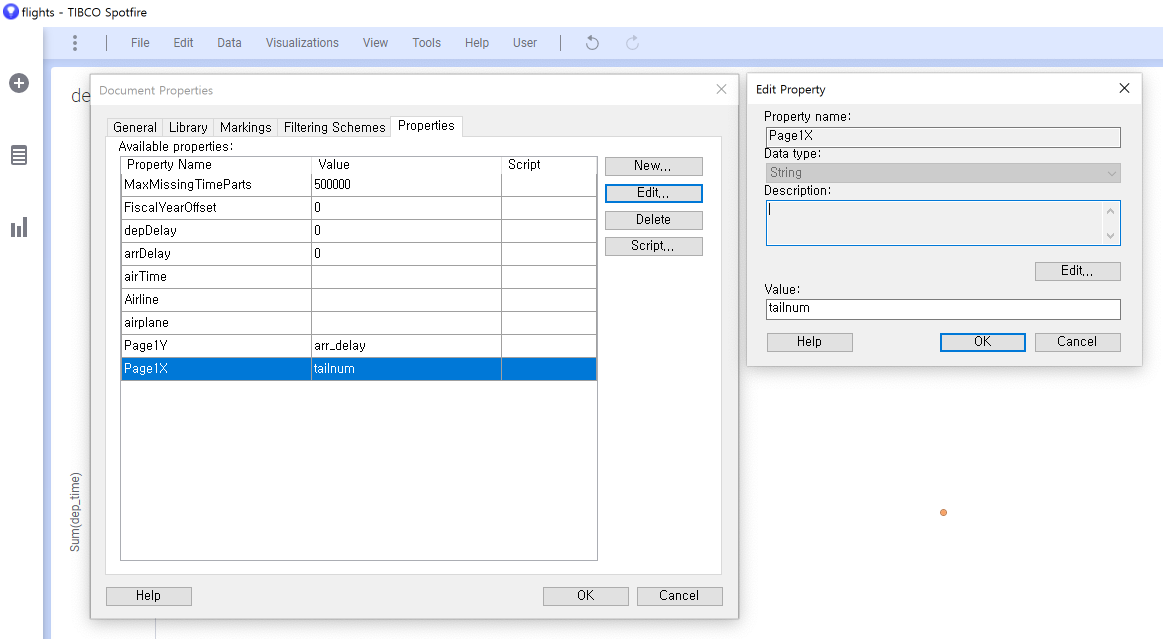 flights - TIBCO Spotfire
File Edit Data Visualizations View Tools Help User
de
Document Properties
General Library Markings Filtering Schemes Properties
Available properties:
Property Name Value Script
MaxMissingTimeParts 500000
FiscalYearOffset 0
depDelay 0
arrDelay 0
airTime
Airline
airplane
Page1Y arr_delay
Page1X tailnum
New...
Edit...
Delete
Script...
Help OK Cancel
Sum(dep_time)
Edit Property
Property name:
Page1X
Data type:
String
Description:
Edit...
Value:
tailnum
Help OK Cancel